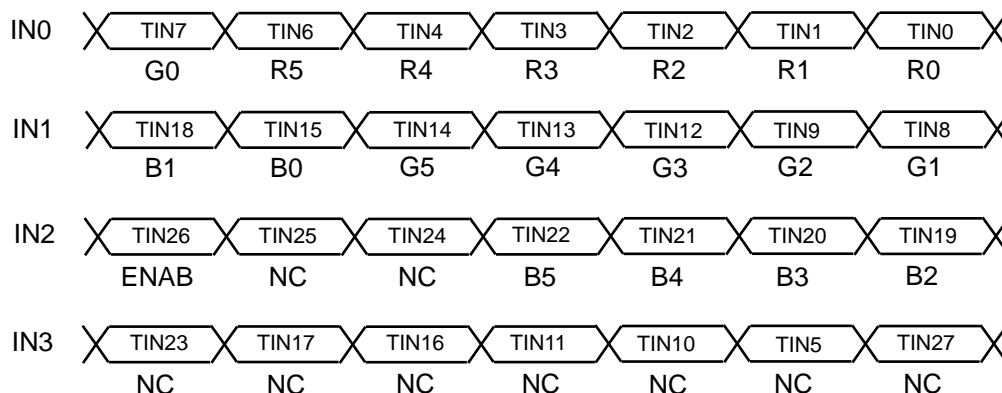 IN0 TIN7 TIN6 TIN4 TIN3 TIN2 TIN1 TIN0
G0 R5 R4 R3 R2 R1 R0
IN1 TIN18 TIN15 TIN14 TIN13 TIN12 TIN9 TIN8
B1 B0 G5 G4 G3 G2 G1
IN2 TIN26 TIN25 TIN24 TIN22 TIN21 TIN20 TIN19
ENAB NC NC B5 B4 B3 B2
IN3 TIN23 TIN17 TIN16 TIN11 TIN10 TIN5 TIN27
NC NC NC NC NC NC NC